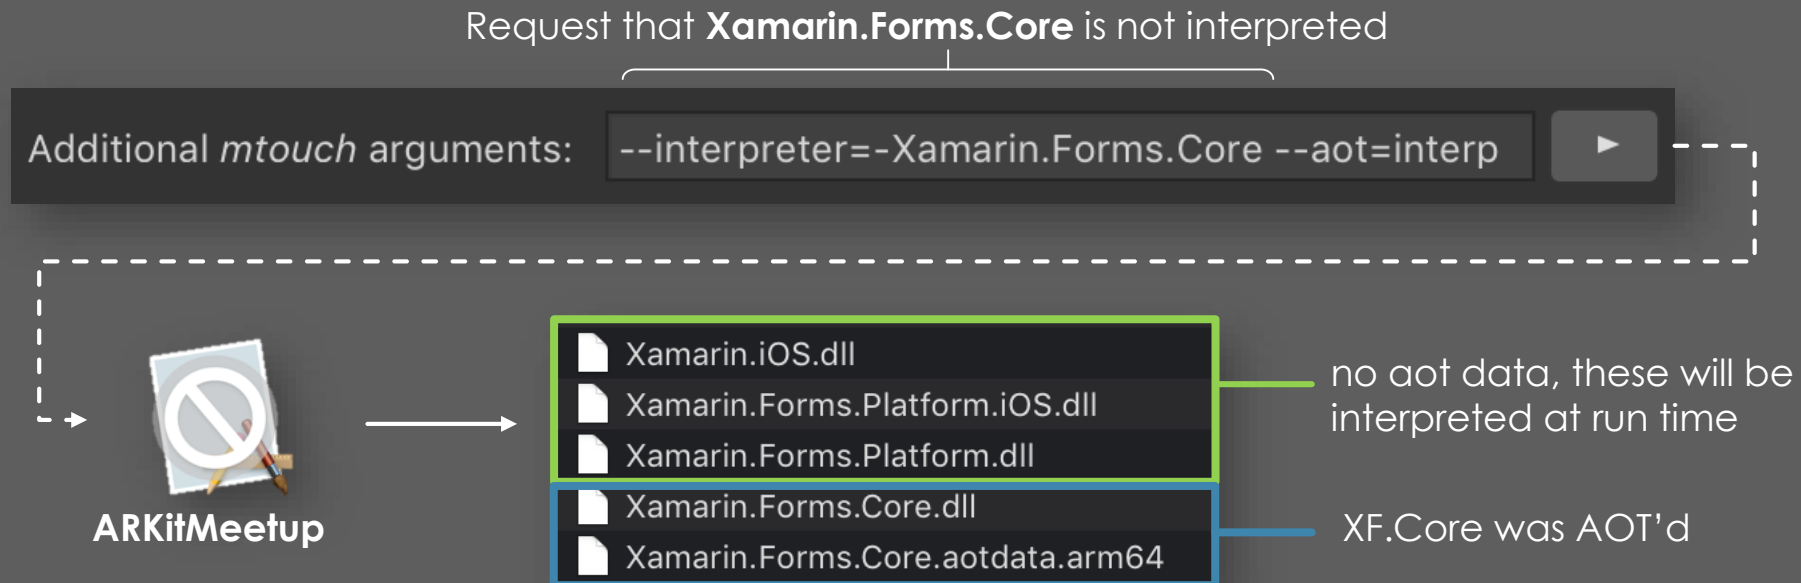 Request that Xamarin.Forms.Core is not interpreted
Additional mtouch arguments: --interpreter=-Xamarin.Forms.Core --aot=interp
Xamarin.iOS.dll
Xamarin.Forms.Platform.iOS.dll
Xamarin.Forms.Platform.dll
no aot data, these will be
interpreted at run time
Xamarin.Forms.Core.dll
Xamarin.Forms.Core.aotdata.arm64
XF.Core was AOT’d
ARKitMeetup